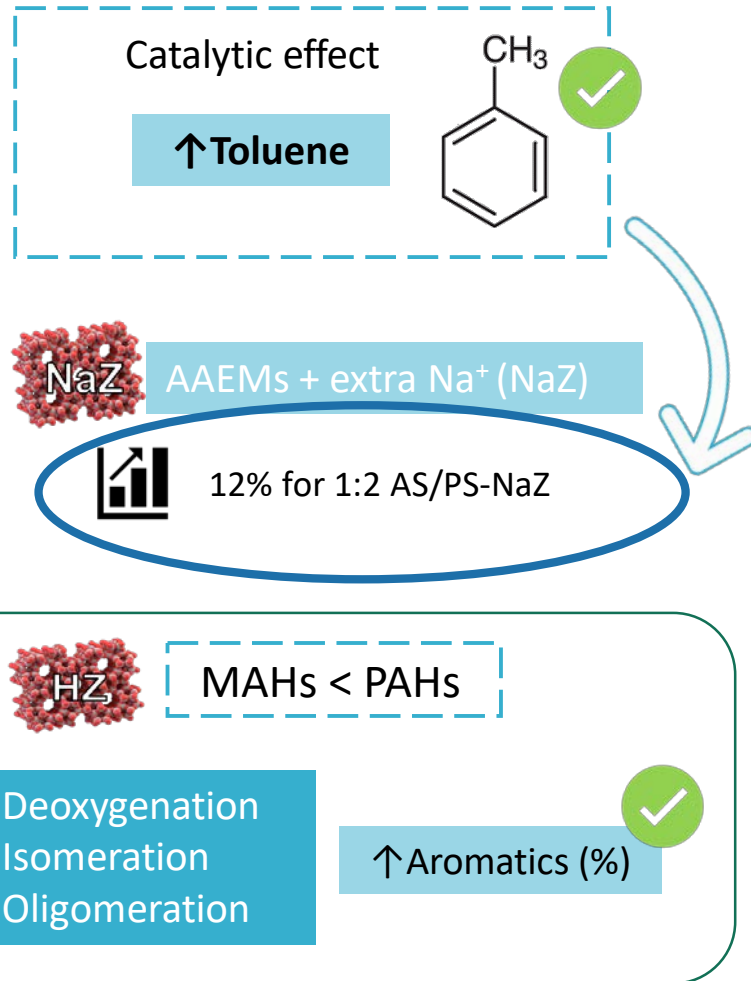 Catalytic effect
CH₃
↑Toluene
NaZ
AAEMs + extra Na⁺ (NaZ)
12% for 1:2 AS/PS-NaZ
HZ
MAHs < PAHs
Deoxygenation
Isomeration
Oligomeration
↑Aromatics (%)